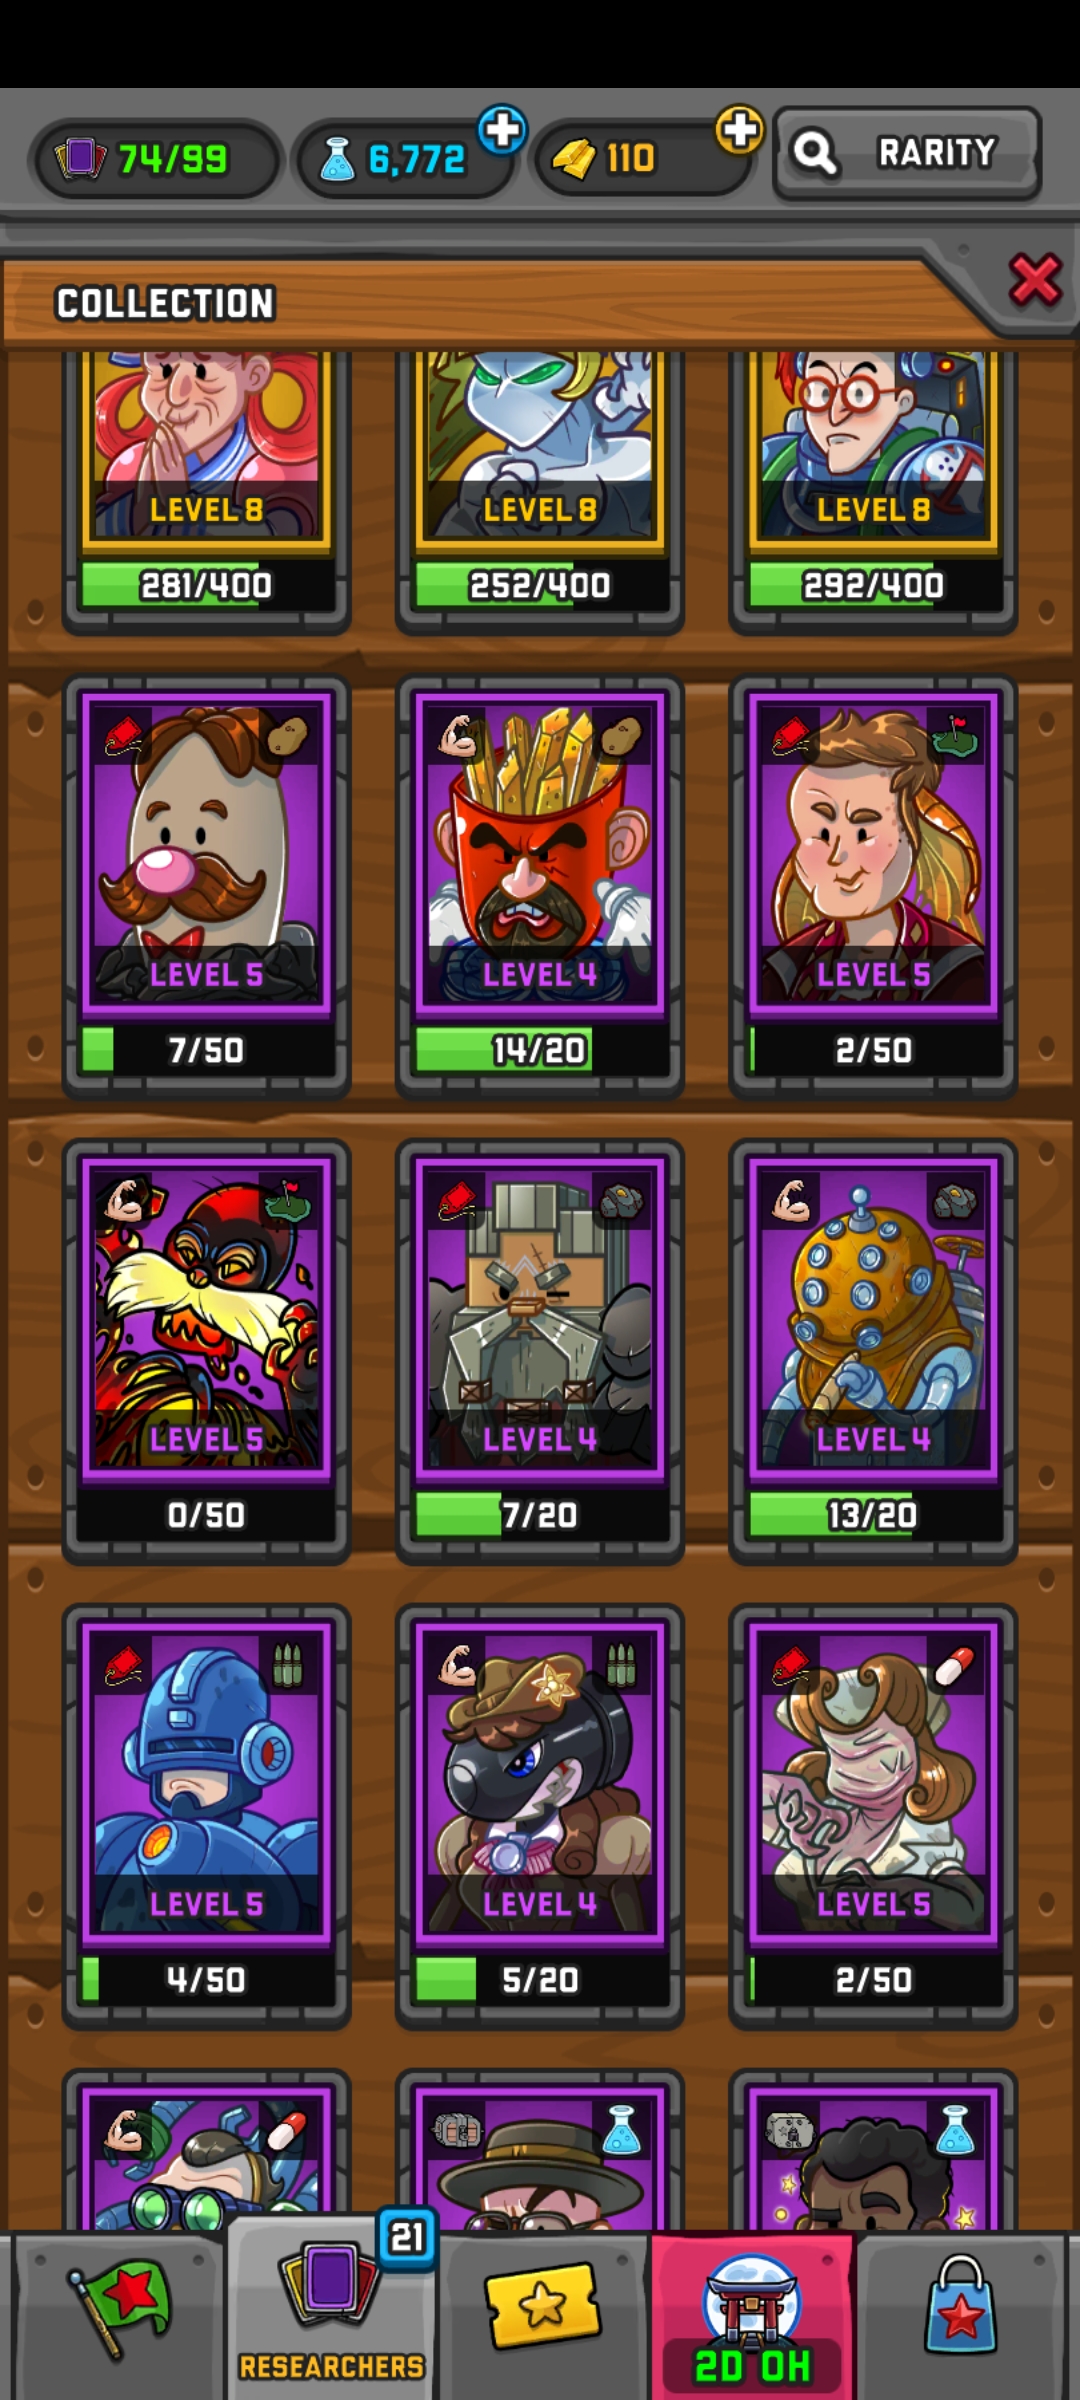 74/99
6,772
110
RARITY
COLLECTION
LEVEL 8
LEVEL 8
LEVEL 8
281/400
252/400
292/400
LEVEL 5
LEVEL 4
LEVEL 5
7/50
14/20
2/50
LEVEL 5
LEVEL 4
LEVEL 4
0/50
7/20
13/20
LEVEL 5
LEVEL 4
LEVEL 5
4/50
5/20
2/50
21
RESEARCHERS
2D 0H